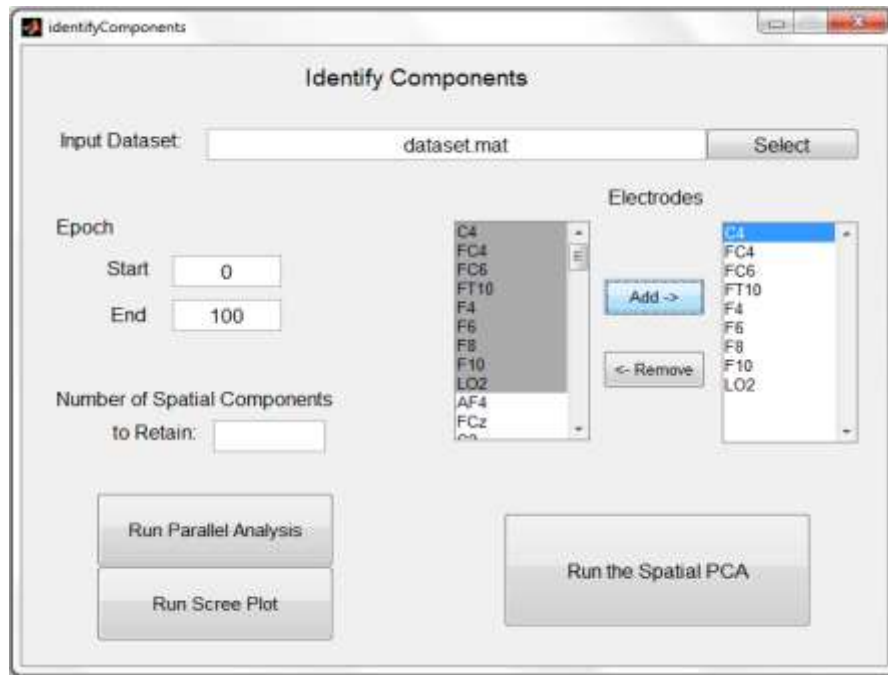 identifyComponents
Identify Components
Input Dataset:
dataset.mat
Select
Epoch
Start
0
End
100
Number of Spatial Components
to Retain:
Electrodes
C4
FC4
FC6
FT10
F4
F6
F8
F10
LO2
AF4
FCz
Add ->
<- Remove
C4
FC4
FC6
FT10
F4
F6
F8
F10
LO2
Run Parallel Analysis
Run Scree Plot
Run the Spatial PCA